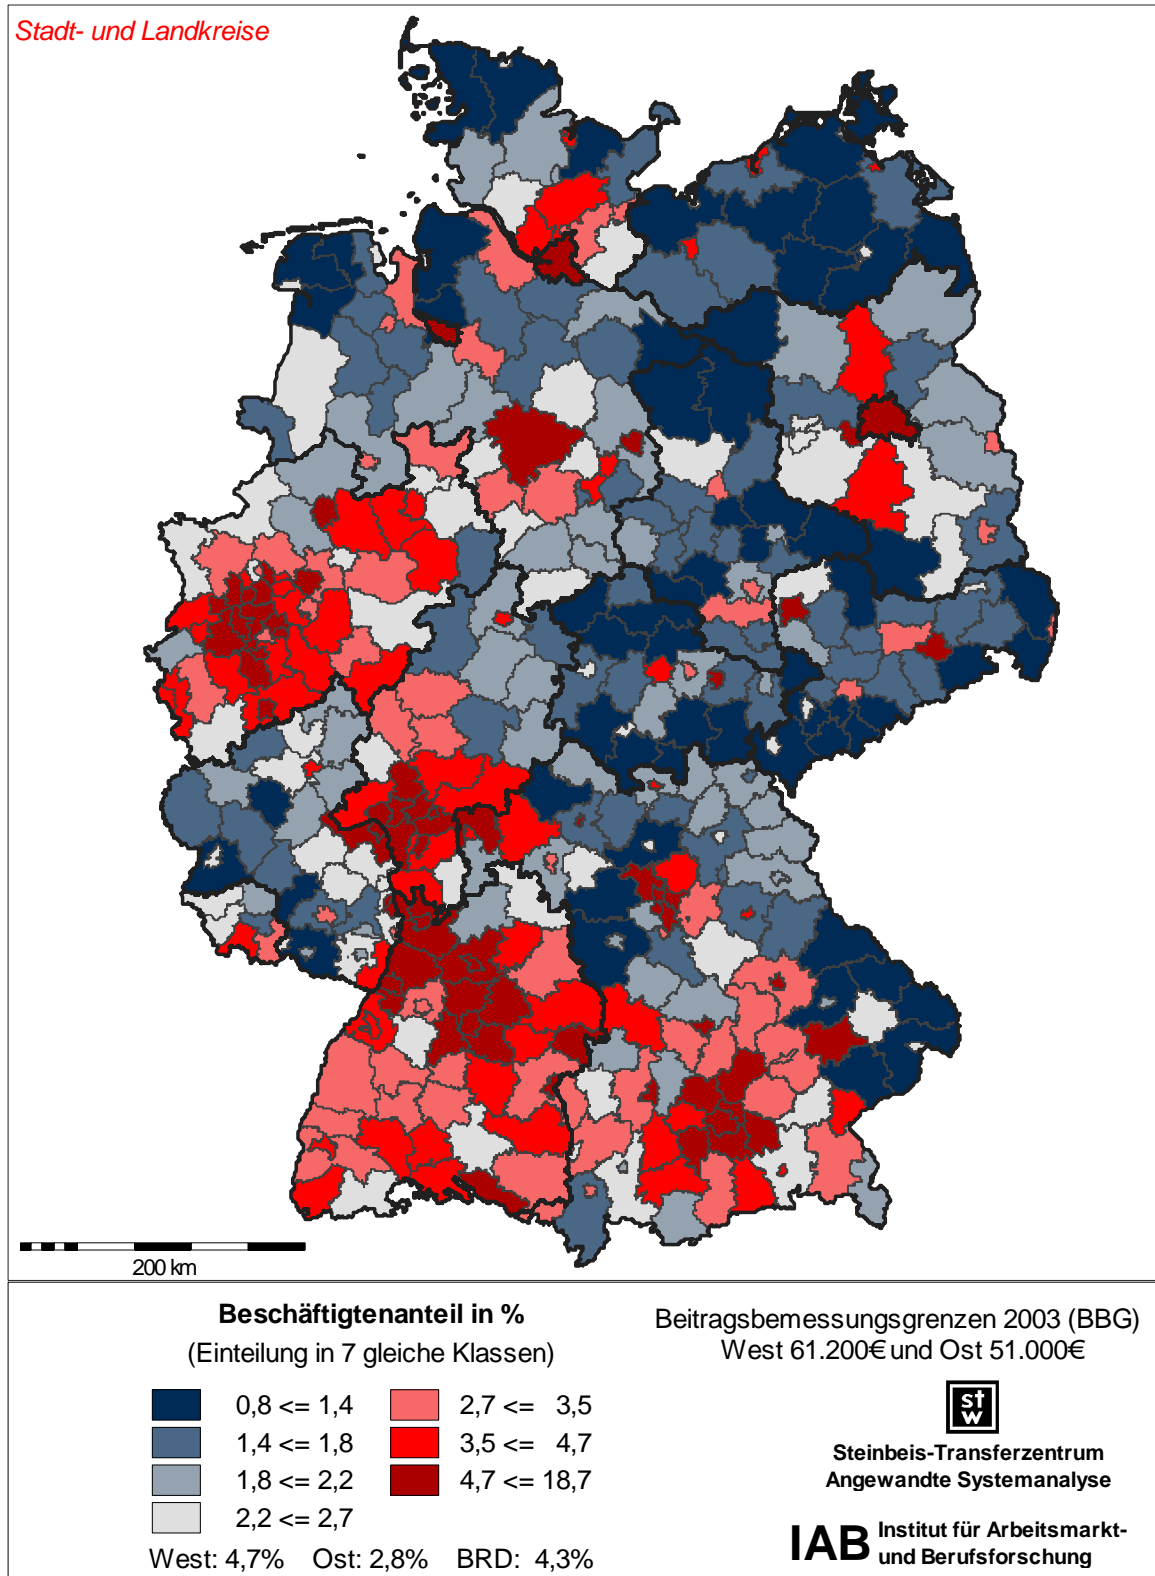 Stadt- und Landkreise
200 km
Beschäftigtenanteil in %
(Einteilung in 7 gleiche Klassen)
0,8 <= 1,4
1,4 <= 1,8
1,8 <= 2,2
2,2 <= 2,7
2,7 <= 3,5
3,5 <= 4,7
4,7 <= 18,7
West: 4,7% Ost: 2,8% BRD: 4,3%
Beitragsbemessungsgrenzen 2003 (BBG)
West 61.200€ und Ost 51.000€
st
w
Steinbeis-Transferzentrum
Angewandte Systemanalyse
IAB Institut für Arbeitsmarkt-
und Berufsforschung